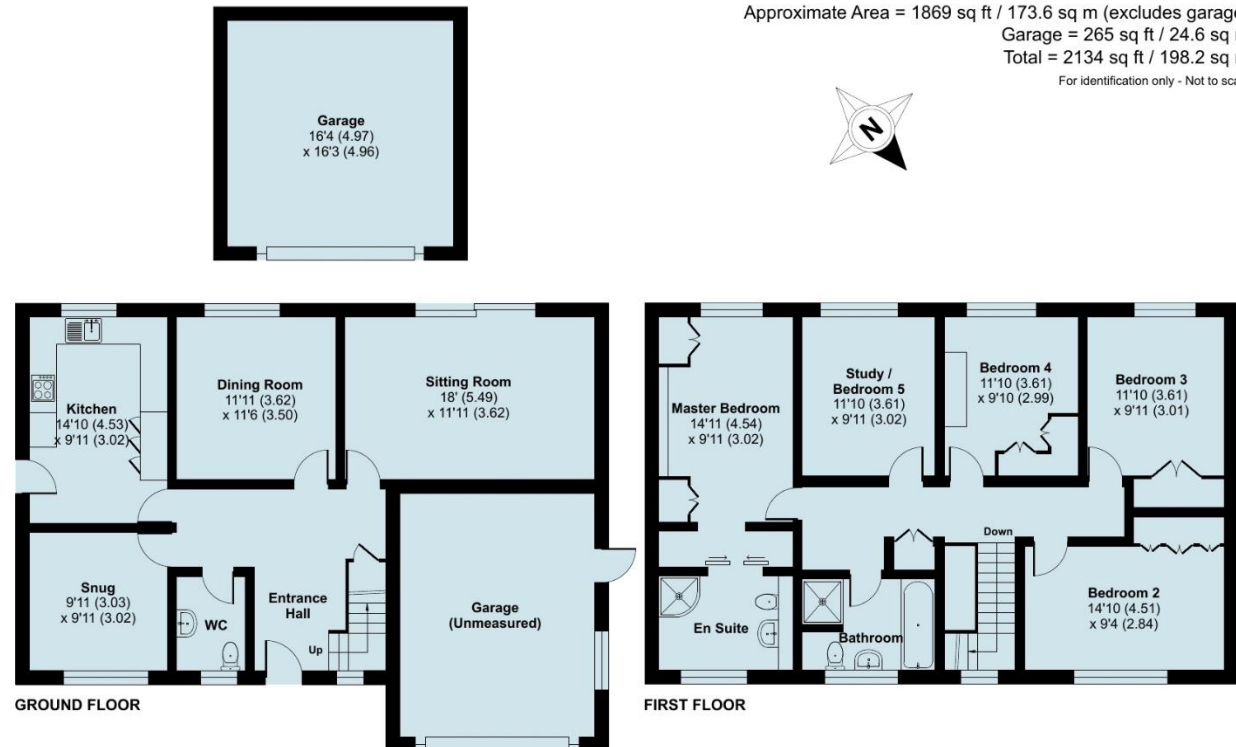 Approximate Area = 1869 sq ft / 173.6 sq m (excludes garage
Garage = 265 sq ft / 24.6 sq
Total = 2134 sq ft / 198.2 sq
For identification only - Not to
N
Garage
16'4 (4.97)
x 16'3 (4.96)
Kitchen
14'10 (4.53)
x 9'11 (3.02)
Dining Room
11'11 (3.62)
x 11'6 (3.50)
Sitting Room
18' (5.49)
x 11'11 (3.62)
Snug
9'11 (3.03)
x 9'11 (3.02)
WC
Entrance
Hall
Up
Garage
(Unmeasured)
GROUND FLOOR
Master Bedroom
14'11 (4.54)
x 9'11 (3.02)
Study /
Bedroom 5
11'10 (3.61)
x 9'11 (3.02)
Bedroom 4
11'10 (3.61)
x 9'10 (2.99)
Bedroom 3
11'10 (3.61)
x 9'11 (3.01)
Down
En Suite
Bathroom
Bedroom 2
14'10 (4.51)
x 9'4 (2.84)
FIRST FLOOR